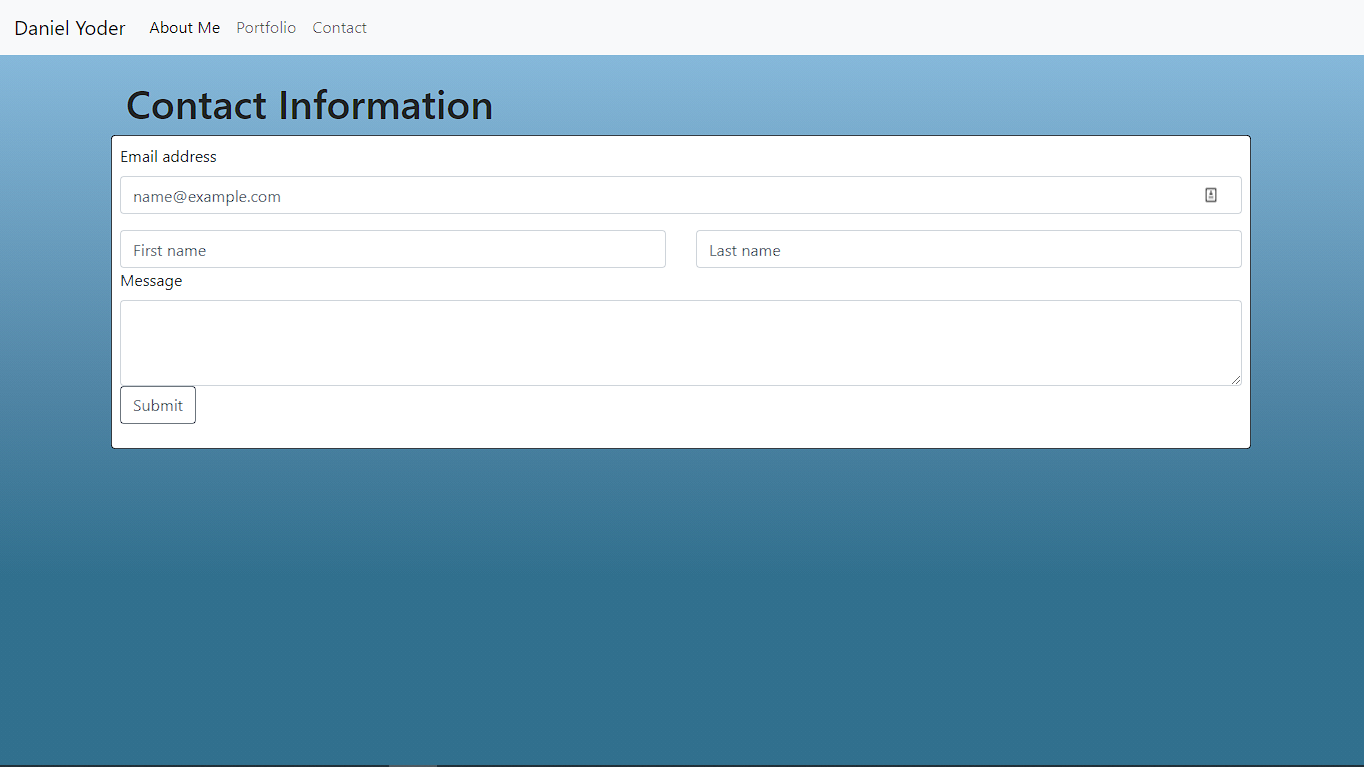 Daniel Yoder About Me Portfolio Contact
Contact Information
Email address
name@example.com
First name Last name
Message
Submit